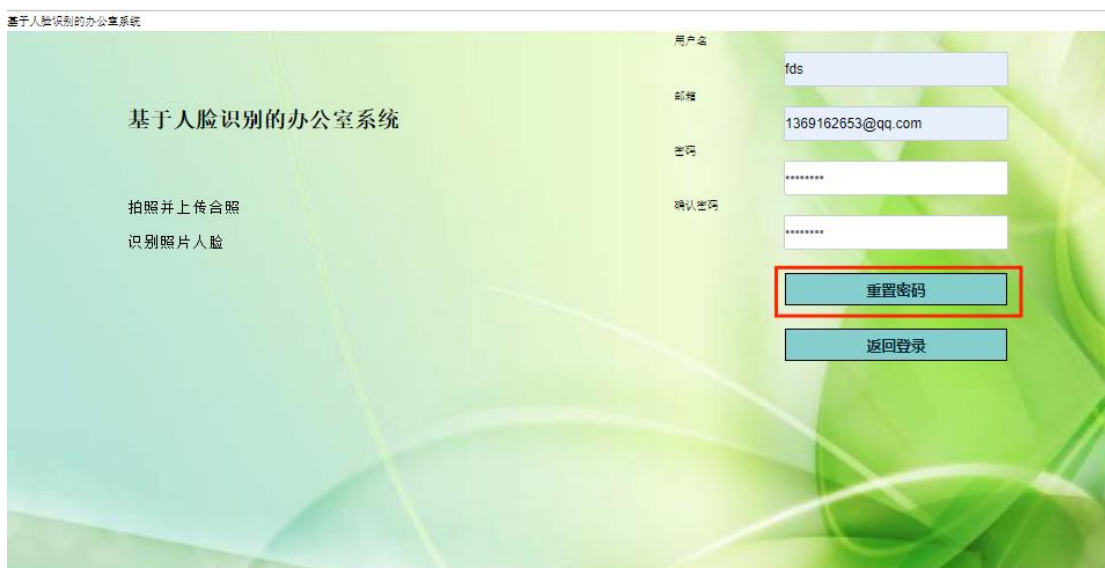 基于人脸识别的办公室系统
基于人脸识别的办公室系统
拍照并上传合照
识别照片人脸
用户名
fds
邮箱
1369162653@qq.com
密码
••••••••
确认密码
••••••••
重置密码
返回登录